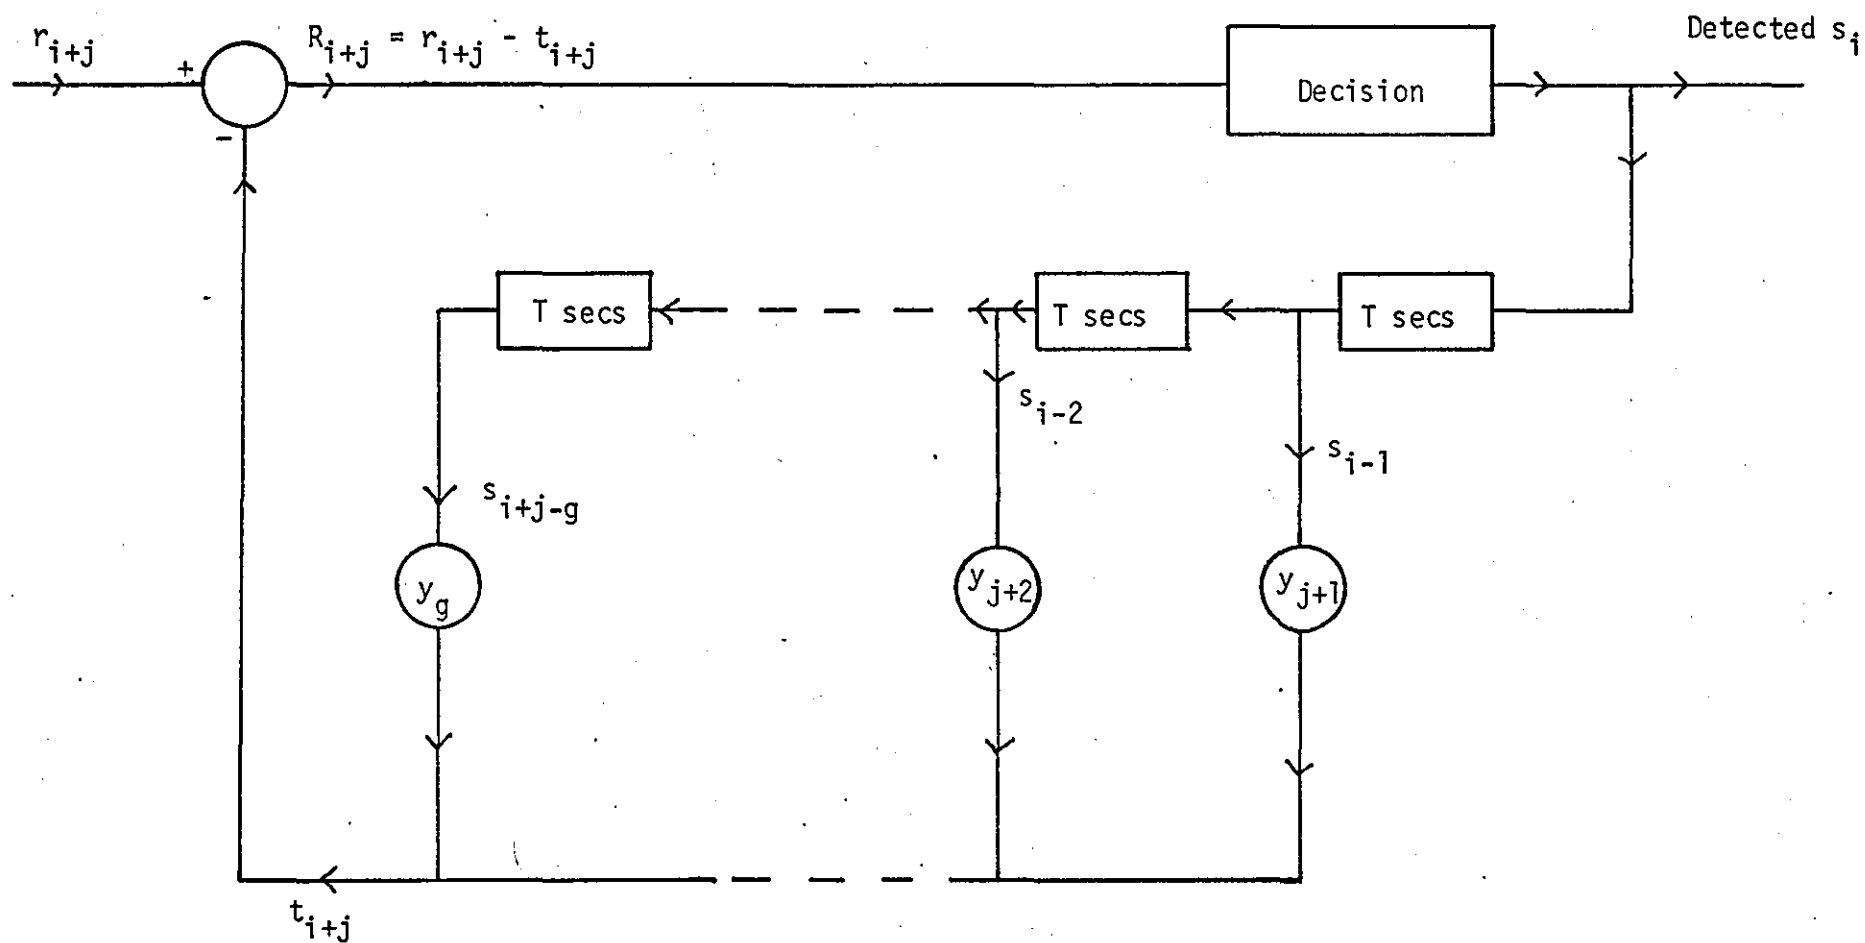 r_{i+j}
+
-
R_{i+j} = r_{i+j} - t_{i+j}
Decision
Detected s_i
T secs
T secs
T secs
s_{i-2}
s_{i-1}
s_{i+j-g}
y_g
y_{j+2}
y_{j+1}
t_{i+j}